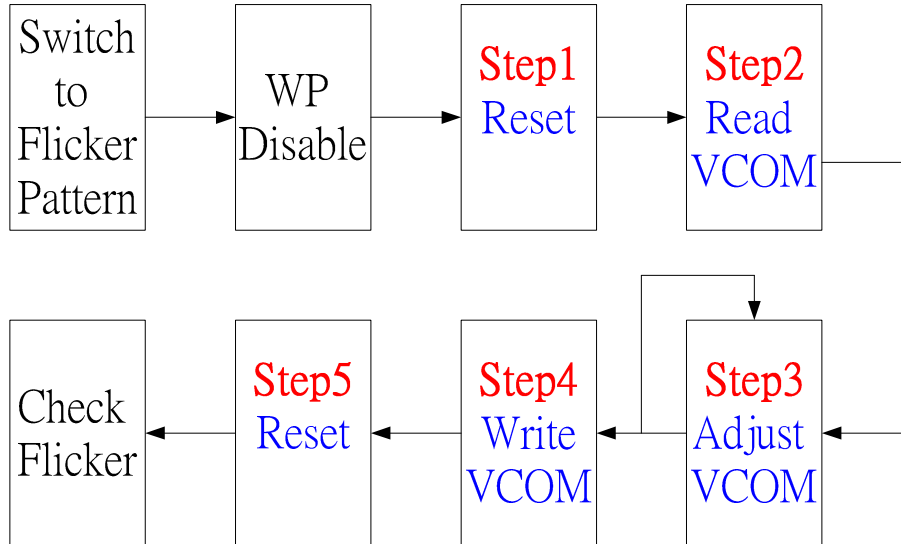 Switch
to
Flicker
Pattern
WP
Disable
Step1
Reset
Step2
Read
VCOM
Step3
Adjust
VCOM
Step4
Write
VCOM
Step5
Reset
Check
Flicker